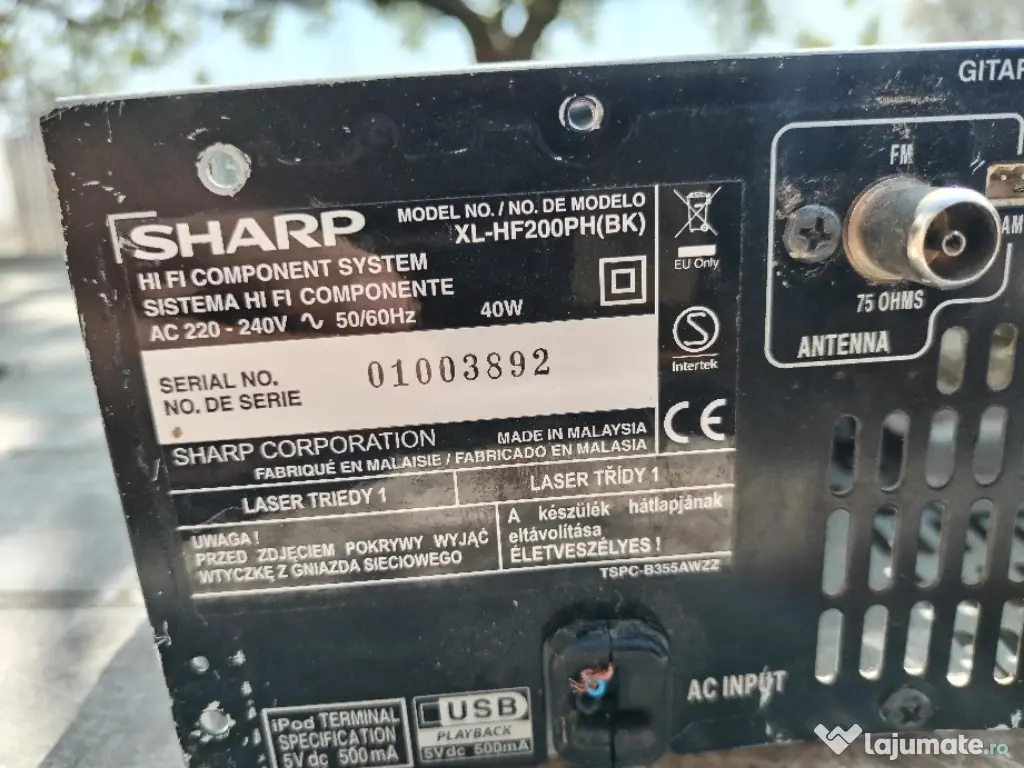 GITAR
FM
AM
75 OHMS
ANTENNA
SHARP
MODEL NO. / NO. DE MODELO
XL-HF200PH(BK)
HI FI COMPONENT SYSTEM
SISTEMA HI FI COMPONENTE
AC 220 - 240V ∿ 50/60Hz 40W
EU Only
SERIAL NO.
NO. DE SERIE
01003892
S
Intertek
SHARP CORPORATION
MADE IN MALAYSIA
FABRIQUÉ EN MALAISIE / FABRICADO EN MALASIA
CE
LASER TRIEDY 1
LASER TŘÍDY 1
UWAGA !
PRZED ZDJĘCIEM POKRYWY WYJĄĆ
WTYCZKĘ Z GNIAZDA SIECIOWEGO
A készülék hátlapjának
eltávolítása
ÉLETVESZÉLYES !
TSPC-B355AWZZ
AC INPUT
iPod TERMINAL
SPECIFICATION
5V dc 500mA
USB
PLAYBACK
5V dc 500mA
lajumate.ro